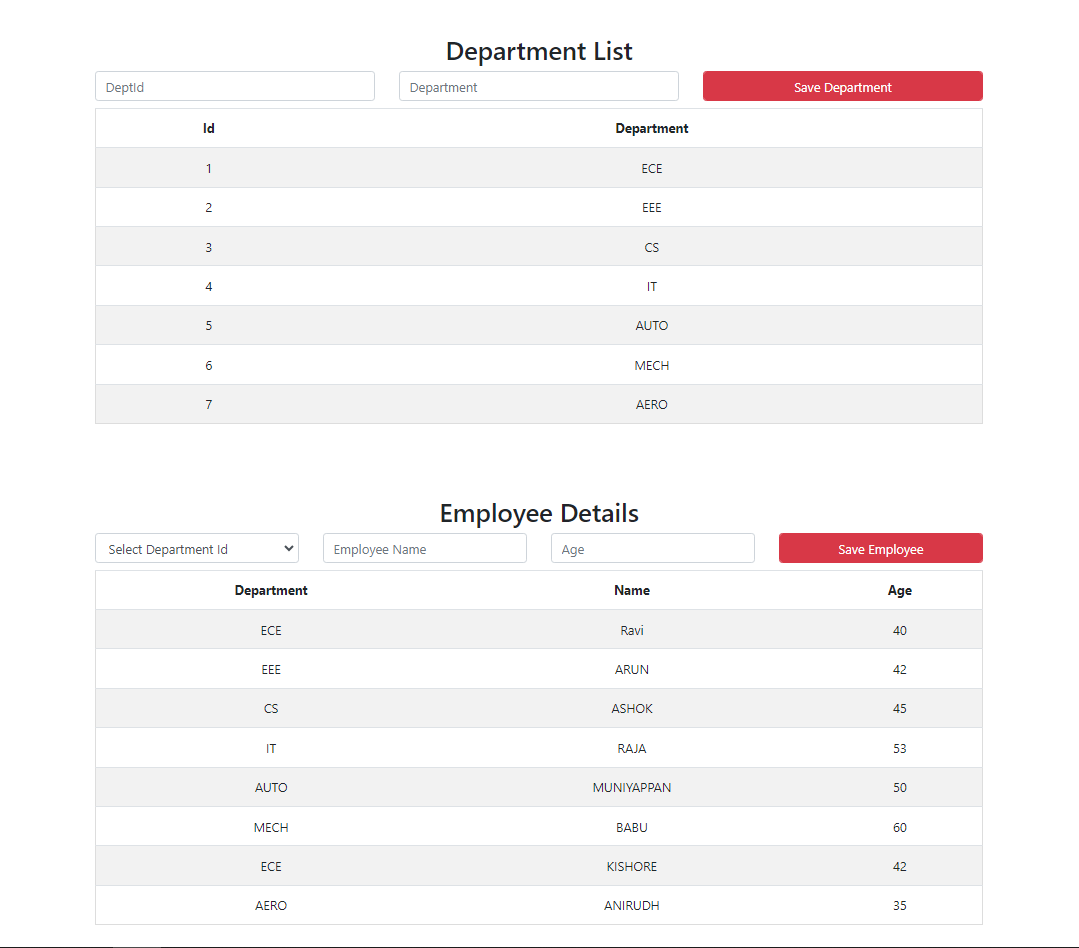 Department List
DeptId Department Save Department
Id Department
1 ECE
2 EEE
3 CS
4 IT
5 AUTO
6 MECH
7 AERO
Employee Details
Select Department Id Employee Name Age Save Employee
Department Name Age
ECE Ravi 40
EEE ARUN 42
CS ASHOK 45
IT RAJA 53
AUTO MUNIYAPPAN 50
MECH BABU 60
ECE KISHORE 42
AERO ANIRUDH 35